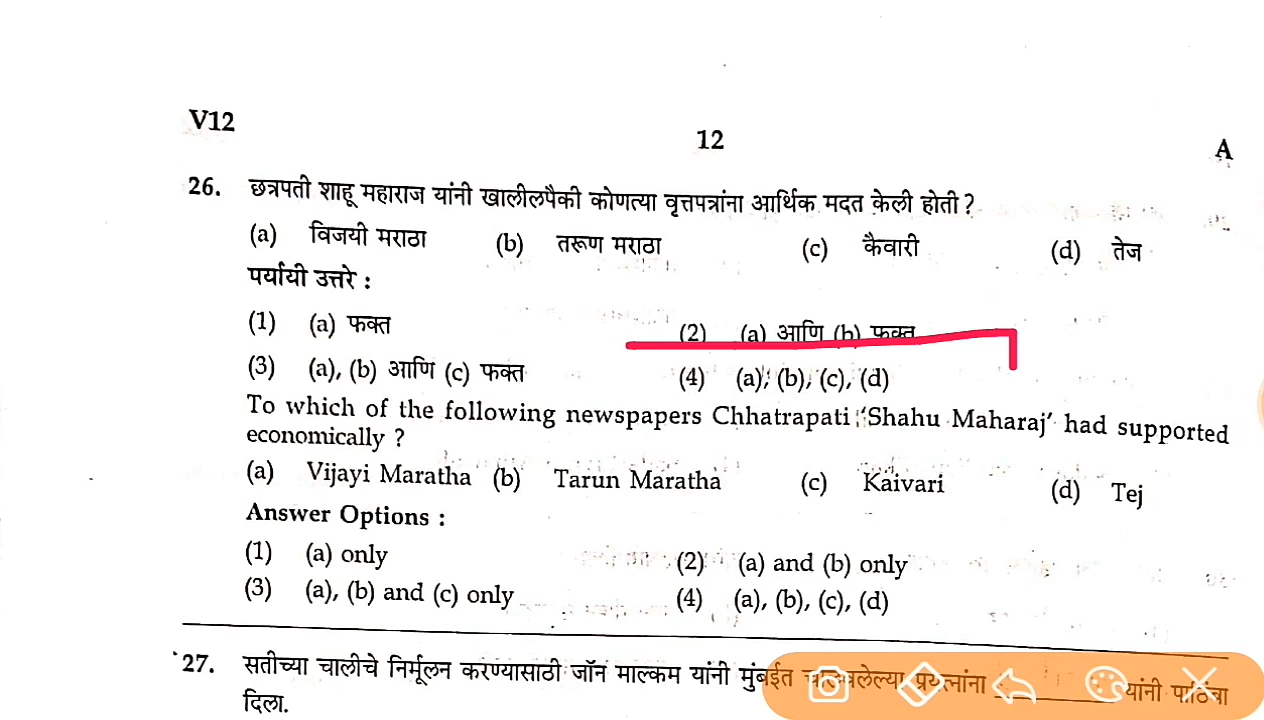 V12
12
A
26. छत्रपती शाहू महाराज यांनी खालीलपैकी कोणत्या वृत्तपत्रांना आर्थिक मदत केली होती ?
(a) विजयी मराठा (b) तरूण मराठा (c) कैवारी (d) तेज
पर्यायी उत्तरे :
(1) (a) फक्त (2) (a) आणि (b) फक्त
(3) (a), (b) आणि (c) फक्त (4) (a), (b), (c), (d)
To which of the following newspapers Chhatrapati 'Shahu Maharaj' had supported
economically ?
(a) Vijayi Maratha (b) Tarun Maratha (c) Kaivari (d) Tej
Answer Options :
(1) (a) only (2) (a) and (b) only
(3) (a), (b) and (c) only (4) (a), (b), (c), (d)
27. सतीच्या चालीचे निर्मूलन करण्यासाठी जॉन माल्कम यांनी मुंबईत चालवलेल्या प्रयत्नांना ________ यांनी पाठिंबा
दिला.